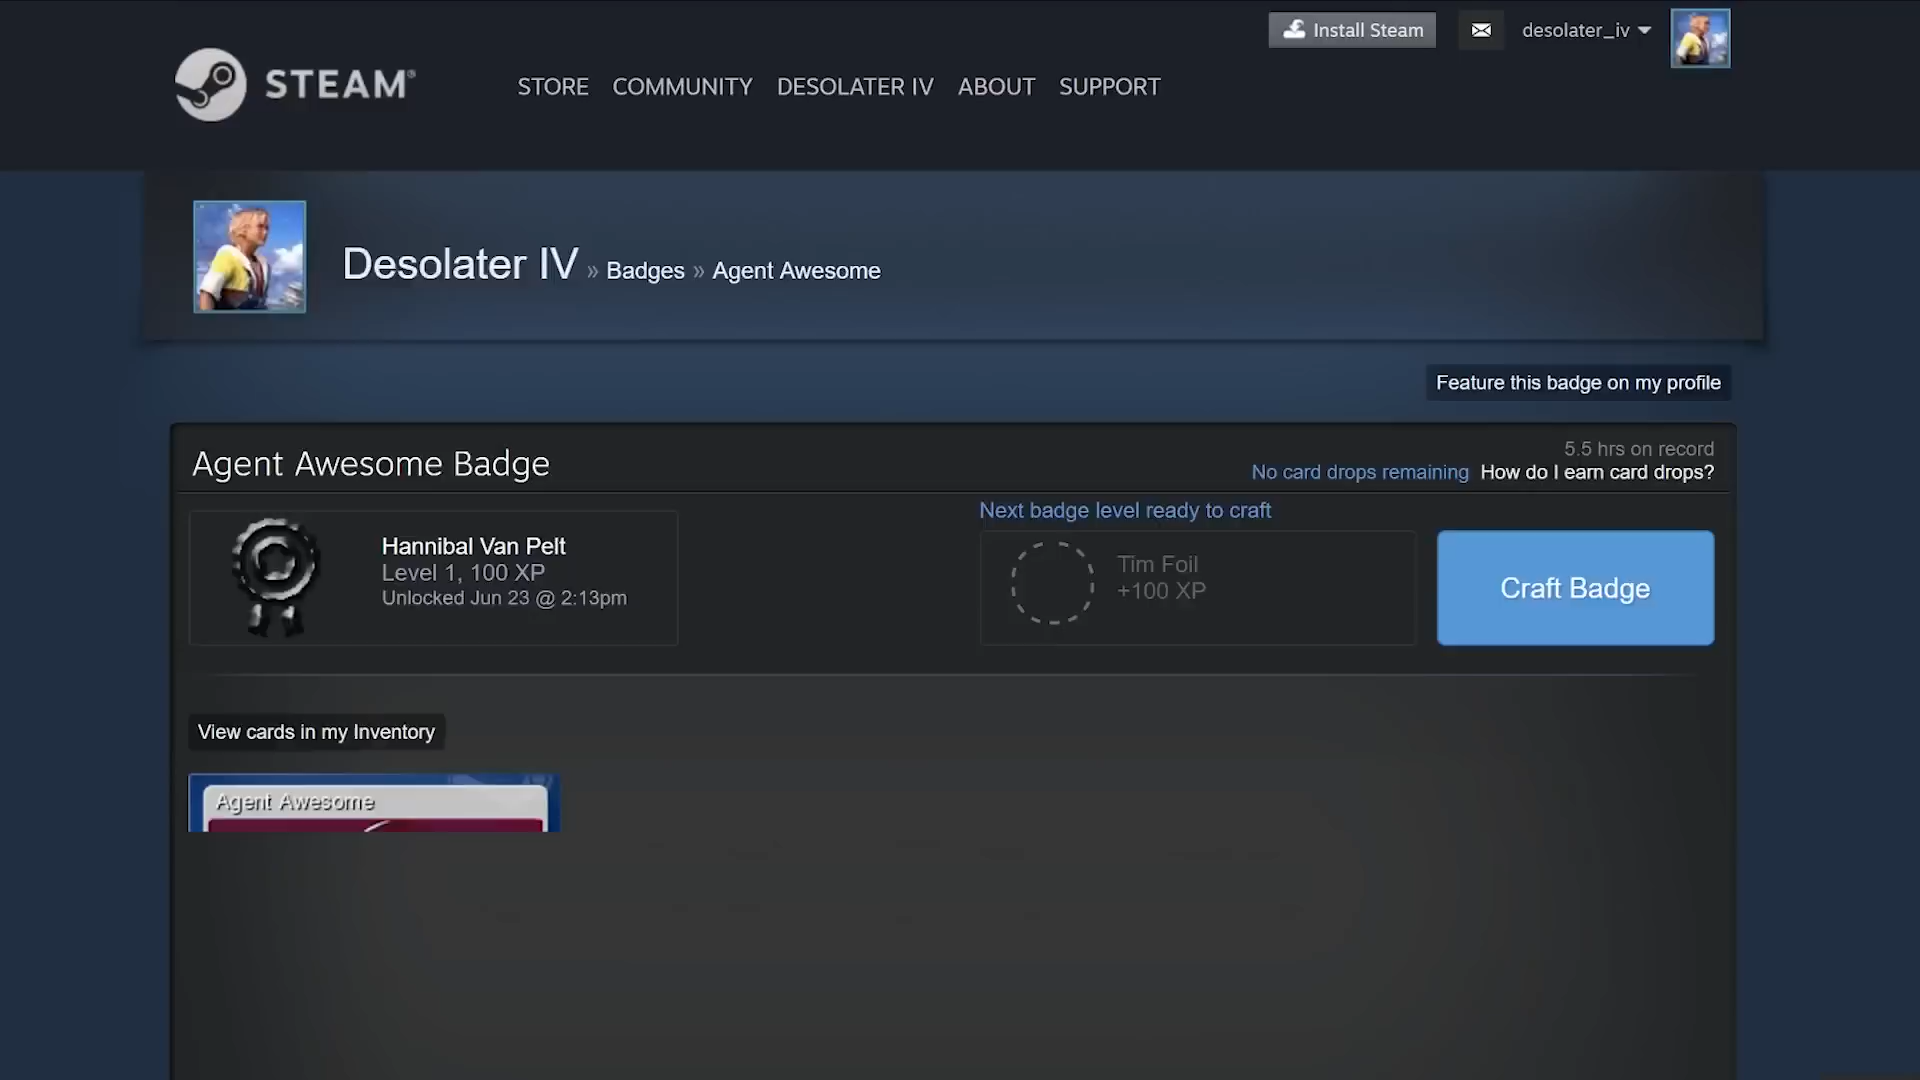 Install Steam
desolater_iv
STEAM®
STORE COMMUNITY DESOLATER IV ABOUT SUPPORT
Desolater IV » Badges » Agent Awesome
Feature this badge on my profile
Agent Awesome Badge
5.5 hrs on record
No card drops remaining How do I earn card drops?
Next badge level ready to craft
Hannibal Van Pelt
Level 1, 100 XP
Unlocked Jun 23 @ 2:13pm
Tim Foil
+100 XP
Craft Badge
View cards in my Inventory
Agent Awesome